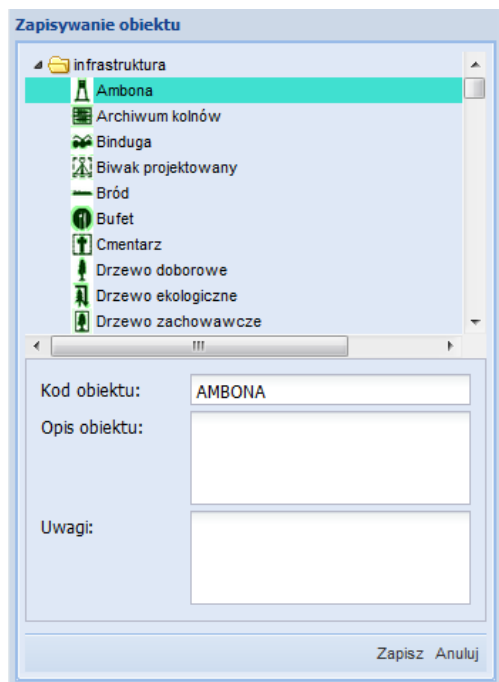 Zapisywanie obiektu
infrastruktura
Ambona
Archiwum kolnów
Binduga
Biwak projektowany
Bród
Bufet
Cmentarz
Drzewo doborowe
Drzewo ekologiczne
Drzewo zachowawcze
Kod obiektu: AMBONA
Opis obiektu:
Uwagi:
Zapisz Anuluj